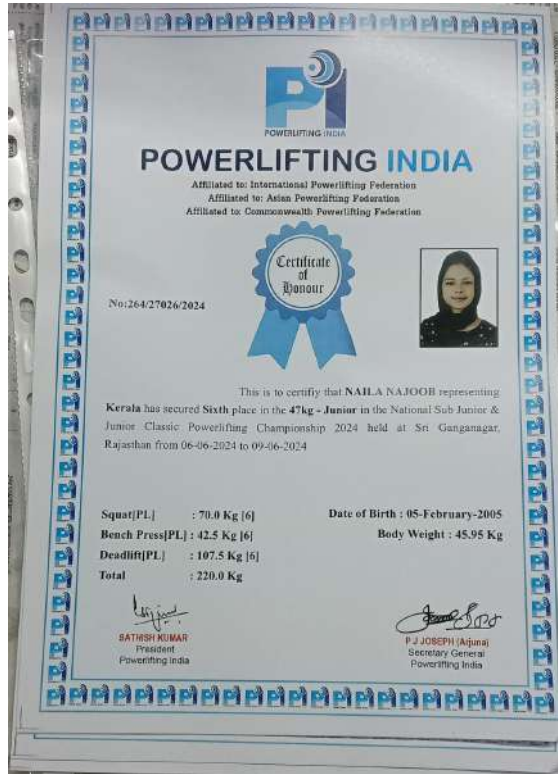 POWERLIFTING INDIA
POWERLIFTING INDIA
Affiliated to: International Powerlifting Federation
Affiliated to: Asian Powerlifting Federation
Affiliated to: Commonwealth Powerlifting Federation
Certificate
of
Honour
No:264/27026/2024
This is to certifiy that NAILA NAJOOB representing
Kerala has secured Sixth place in the 47kg - Junior in the National Sub Junior &
Junior Classic Powerlifting Championship 2024 held at Sri Ganganagar,
Rajasthan from 06-06-2024 to 09-06-2024
Squat[PL] : 70.0 Kg [6] Date of Birth : 05-February-2005
Bench Press[PL] : 42.5 Kg [6] Body Weight : 45.95 Kg
Deadlift[PL] : 107.5 Kg [6]
Total : 220.0 Kg
SATHISH KUMAR
President
Powerlifting India
P J JOSEPH (Arjuna)
Secretary General
Powerlifting India